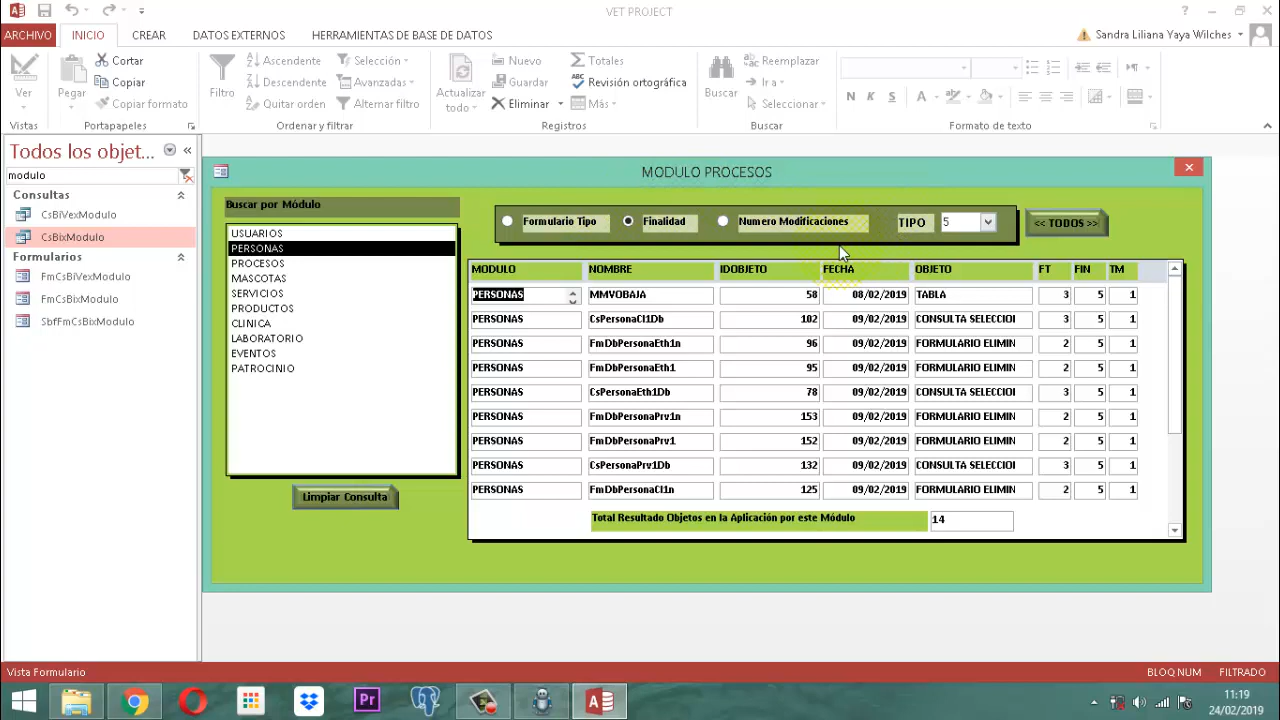 VET PROJECT
ARCHIVO INICIO CREAR DATOS EXTERNOS HERRAMIENTAS DE BASE DE DATOS Sandra Liliana Yaya Wilches
Ver
Vistas
Pegar
Cortar
Copiar
Copiar formato
Portapapeles
Filtro
Ascendente
Descendente
Quitar orden
Selección
Avanzadas
Alternar filtro
Ordenar y filtrar
Actualizar todo
Nuevo
Guardar
Eliminar
Totales
Revisión ortográfica
Más
Registros
Buscar
Reemplazar
Ir a
Seleccionar
Buscar
N K S A
Formato de texto
Todos los objet... «
modulo
Consultas
CsBiVexModulo
CsBixModulo
Formularios
FmCsBiVexModulo
FmCsBixModulo
SbfFmCsBixModulo
MODULO PROCESOS
Buscar por Módulo
USUARIOS
PERSONAS
PROCESOS
MASCOTAS
SERVICIOS
PRODUCTOS
CLINICA
LABORATORIO
EVENTOS
PATROCINIO
Limpiar Consulta
Formulario Tipo Finalidad Numero Modificaciones TIPO 5 << TODOS >>
MODULO NOMBRE IDOBJETO FECHA OBJETO FT FIN TM
PERSONAS MMVOBAJA 58 08/02/2019 TABLA 3 5 1
PERSONAS CsPersonaCl1Db 102 09/02/2019 CONSULTA SELECCIOI 3 5 1
PERSONAS FmDbPersonaEth1n 96 09/02/2019 FORMULARIO ELIMIN 2 5 1
PERSONAS FmDbPersonaEth1 95 09/02/2019 FORMULARIO ELIMIN 2 5 1
PERSONAS CsPersonaEth1Db 78 09/02/2019 CONSULTA SELECCIOI 3 5 1
PERSONAS FmDbPersonaPrv1n 153 09/02/2019 FORMULARIO ELIMIN 2 5 1
PERSONAS FmDbPersonaPrv1 152 09/02/2019 FORMULARIO ELIMIN 2 5 1
PERSONAS CsPersonaPrv1Db 132 09/02/2019 CONSULTA SELECCIOI 3 5 1
PERSONAS FmDbPersonaCl1n 125 09/02/2019 FORMULARIO ELIMIN 2 5 1
Total Resultado Objetos en la Aplicación por este Módulo 14
Vista Formulario BLOQ NUM FILTRADO
Pr
11:19
24/02/2019